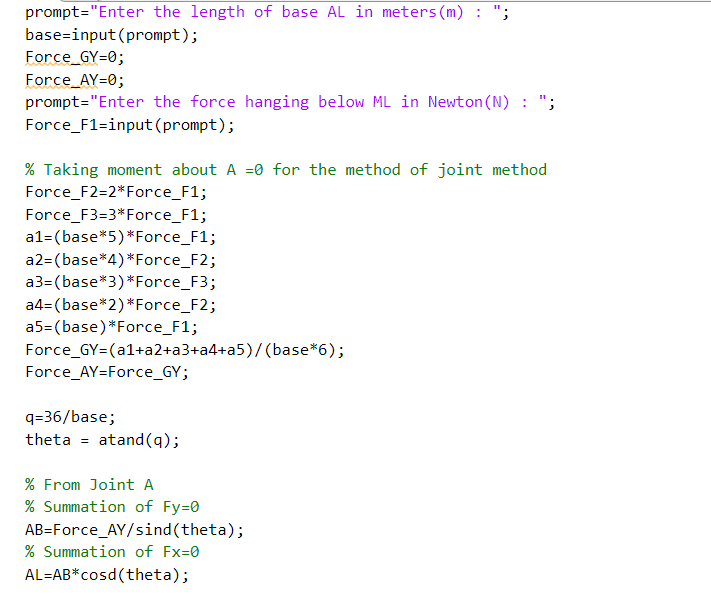 prompt="Enter the length of base AL in meters(m) : ";
base=input(prompt);
Force_GY=0;
Force_AY=0;
prompt="Enter the force hanging below ML in Newton(N) : ";
Force_F1=input(prompt);
% Taking moment about A =0 for the method of joint method
Force_F2=2*Force_F1;
Force_F3=3*Force_F1;
a1=(base*5)*Force_F1;
a2=(base*4)*Force_F2;
a3=(base*3)*Force_F3;
a4=(base*2)*Force_F2;
a5=(base)*Force_F1;
Force_GY=(a1+a2+a3+a4+a5)/(base*6);
Force_AY=Force_GY;
q=36/base;
theta = atand(q);
% From Joint A
% Summation of Fy=0
AB=Force_AY/sind(theta);
% Summation of Fx=0
AL=AB*cosd(theta);